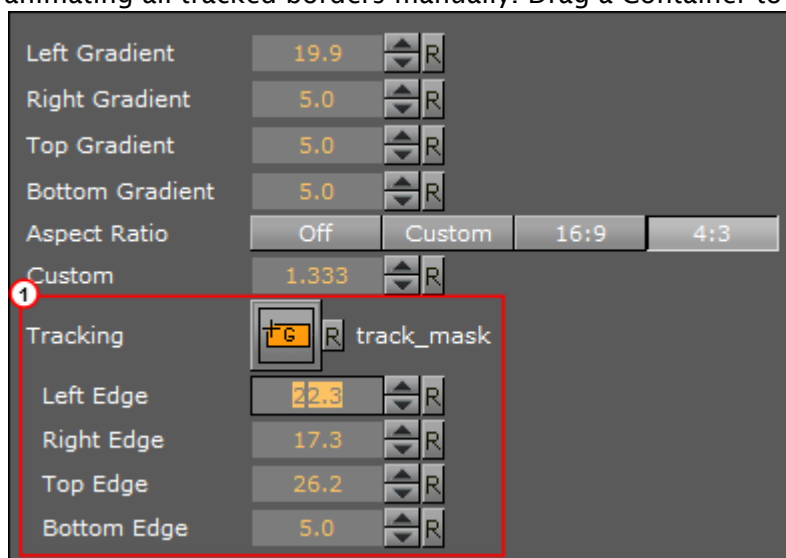 animating all tracked borders manually. Drag a Container to
Left Gradient 19.9 R
Right Gradient 5.0 R
Top Gradient 5.0 R
Bottom Gradient 5.0 R
Aspect Ratio Off Custom 16:9 4:3
Custom 1.333 R
1
Tracking G R track_mask
Left Edge 22.3 R
Right Edge 17.3 R
Top Edge 26.2 R
Bottom Edge 5.0 R